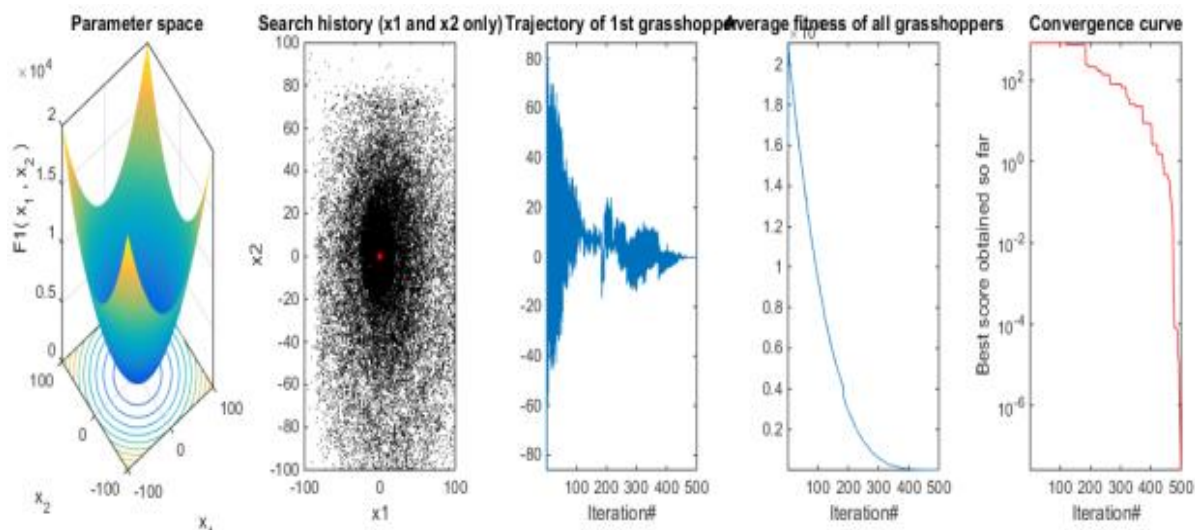 Parameter space
×10⁴
F1( x₁ , x₂ )
2
1.5
1
0.5
0
100
0
-100
x₂
-100
0
100
Search history (x1 and x2 only)
x2
100
80
60
40
20
0
-20
-40
-60
-80
-100
-100 0 100
x1
Trajectory of 1st grasshopper
80
60
40
20
0
-20
-40
-60
-80
100 200 300 400 500
Iteration#
Average fitness of all grasshoppers
2
1.8
1.6
1.4
1.2
1
0.8
0.6
0.4
0.2
100 200 300 400 500
Iteration#
Convergence curve
Best score obtained so far
10²
10⁰
10⁻²
10⁻⁴
10⁻⁶
100 200 300 400 500
Iteration#